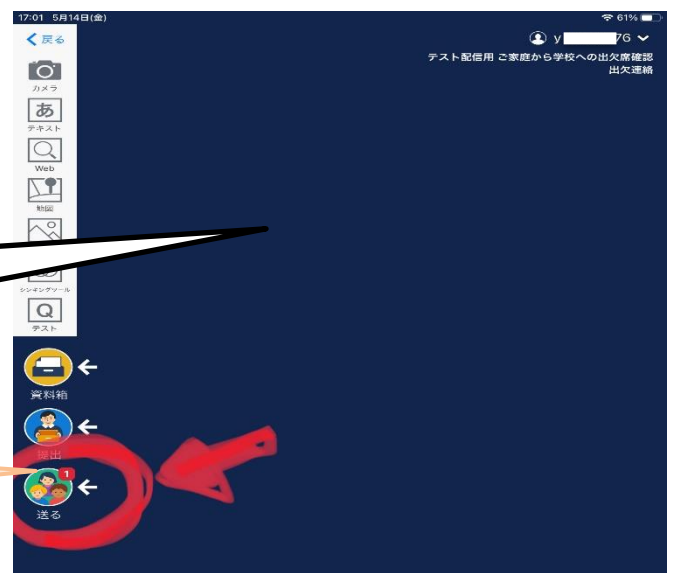 17:01 5月14日(金)
61%
戻る
y 76
テスト配信用 ご家庭から学校への出欠席確認
出欠連絡
カメラ
あ
テキスト
Web
地図
シンキングツール
Q
テスト
資料箱
提出
1
送る